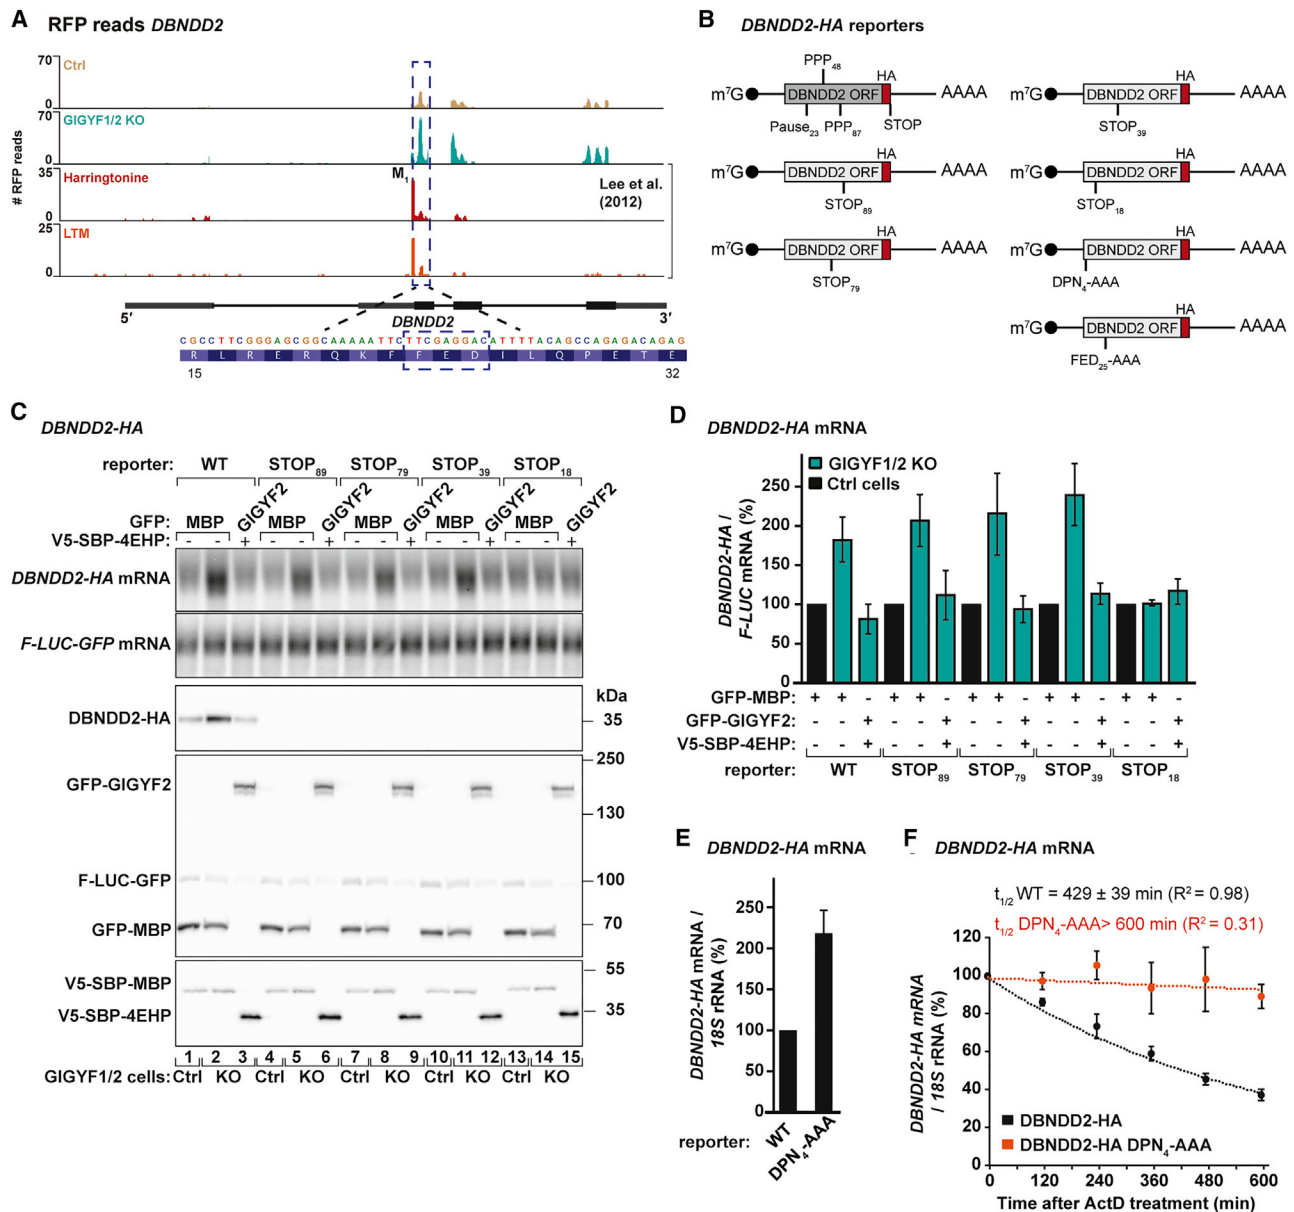 A RFP reads DBNDD2
# RFP reads
70
Ctrl
0
70
GIGYF1/2 KO
0
35
Harringtonine
M1
Lee et al.
(2012)
0
25
LTM
0
5′
3′
DBNDD2
CGCCTTCGGGAGCGGCAAAAATTCTTCGAGGACATTTTACAGCCAGAGACAGAG
R L R E R Q K F F E D I L Q P E T E
15 32
B DBNDD2-HA reporters
PPP48 HA
m7G DBNDD2 ORF AAAA
Pause23 PPP87 STOP
HA
m7G DBNDD2 ORF AAAA
STOP39
HA
m7G DBNDD2 ORF AAAA
STOP89
HA
m7G DBNDD2 ORF AAAA
STOP18
HA
m7G DBNDD2 ORF AAAA
STOP79
HA
m7G DBNDD2 ORF AAAA
DPN4-AAA
HA
m7G DBNDD2 ORF AAAA
FED25-AAA
C
DBNDD2-HA
reporter: WT STOP89 STOP79 STOP39 STOP18
GFP: MBP GIGYF2 MBP GIGYF2 MBP GIGYF2 MBP GIGYF2 MBP GIGYF2
V5-SBP-4EHP: - - + - - + - - + - - + - - +
DBNDD2-HA mRNA
F-LUC-GFP mRNA
kDa
DBNDD2-HA 35
250
GFP-GIGYF2
130
F-LUC-GFP 100
GFP-MBP 70
55
V5-SBP-MBP
V5-SBP-4EHP 35
1 2 3 4 5 6 7 8 9 10 11 12 13 14 15
GIGYF1/2 cells: Ctrl KO Ctrl KO Ctrl KO Ctrl KO Ctrl KO
D
DBNDD2-HA mRNA
GIGYF1/2 KO
Ctrl cells
DBNDD2-HA /
F-LUC mRNA (%)
250
200
150
100
50
0
GFP-MBP: + + - + + - + + - + + - + + -
GFP-GIGYF2: - - + - - + - - + - - + - - +
V5-SBP-4EHP: - - + - - + - - + - - + - - +
reporter: WT STOP89 STOP79 STOP39 STOP18
E DBNDD2-HA mRNA
DBNDD2-HA mRNA /
18S rRNA (%)
250
200
150
100
50
0
reporter: WT DPN4-AAA
F DBNDD2-HA mRNA
t1/2 WT = 429 ± 39 min (R2 = 0.98)
t1/2 DPN4-AAA> 600 min (R2 = 0.31)
DBNDD2-HA mRNA
/ 18S rRNA (%)
120
100
80
60
40
20
0
DBNDD2-HA
DBNDD2-HA DPN4-AAA
0 120 240 360 480 600
Time after ActD treatment (min)